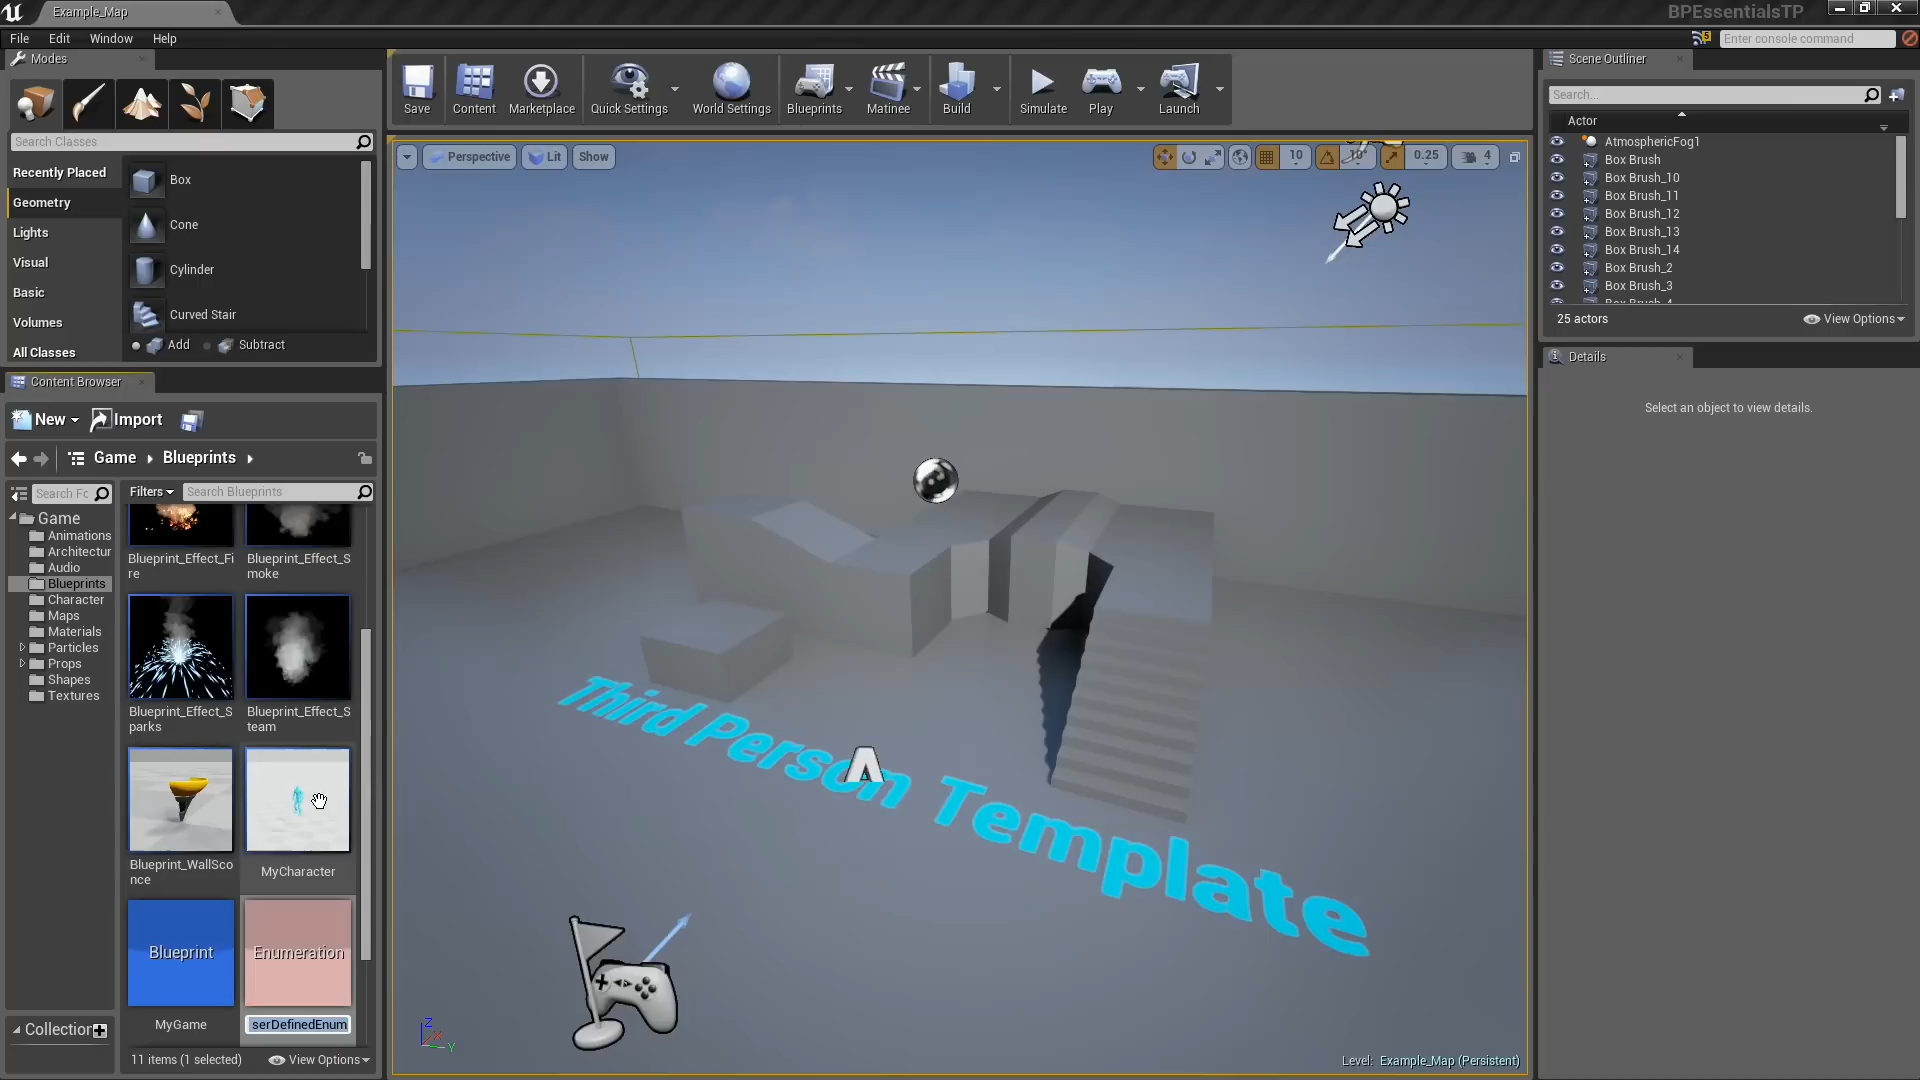 Example_Map
BPEssentialsTP
File
Edit
Window
Help
5
Enter console command
Modes
Save
Content
Marketplace
Quick Settings
World Settings
Blueprints
Matinee
Build
Simulate
Play
Launch
Search Classes
Recently Placed
Geometry
Lights
Visual
Basic
Volumes
All Classes
Box
Cone
Cylinder
Curved Stair
Add
Subtract
Perspective
Lit
Show
10
10°
0.25
4
Third Person Template
Z
X
Y
Level: Example_Map (Persistent)
Content Browser
New
Import
Game
Blueprints
Search Fc
Filters
Search Blueprints
Game
Animations
Architectur
Audio
Blueprints
Character
Maps
Materials
Particles
Props
Shapes
Textures
Collection
Blueprint_Effect_Fi
re
Blueprint_Effect_S
moke
Blueprint_Effect_S
parks
Blueprint_Effect_S
team
Blueprint_WallSco
nce
MyCharacter
Blueprint
MyGame
Enumeration
serDefinedEnum
11 items (1 selected)
View Options
Scene Outliner
Search...
Actor
AtmosphericFog1
Box Brush
Box Brush_10
Box Brush_11
Box Brush_12
Box Brush_13
Box Brush_14
Box Brush_2
Box Brush_3
Box Brush_4
25 actors
View Options
Details
Select an object to view details.